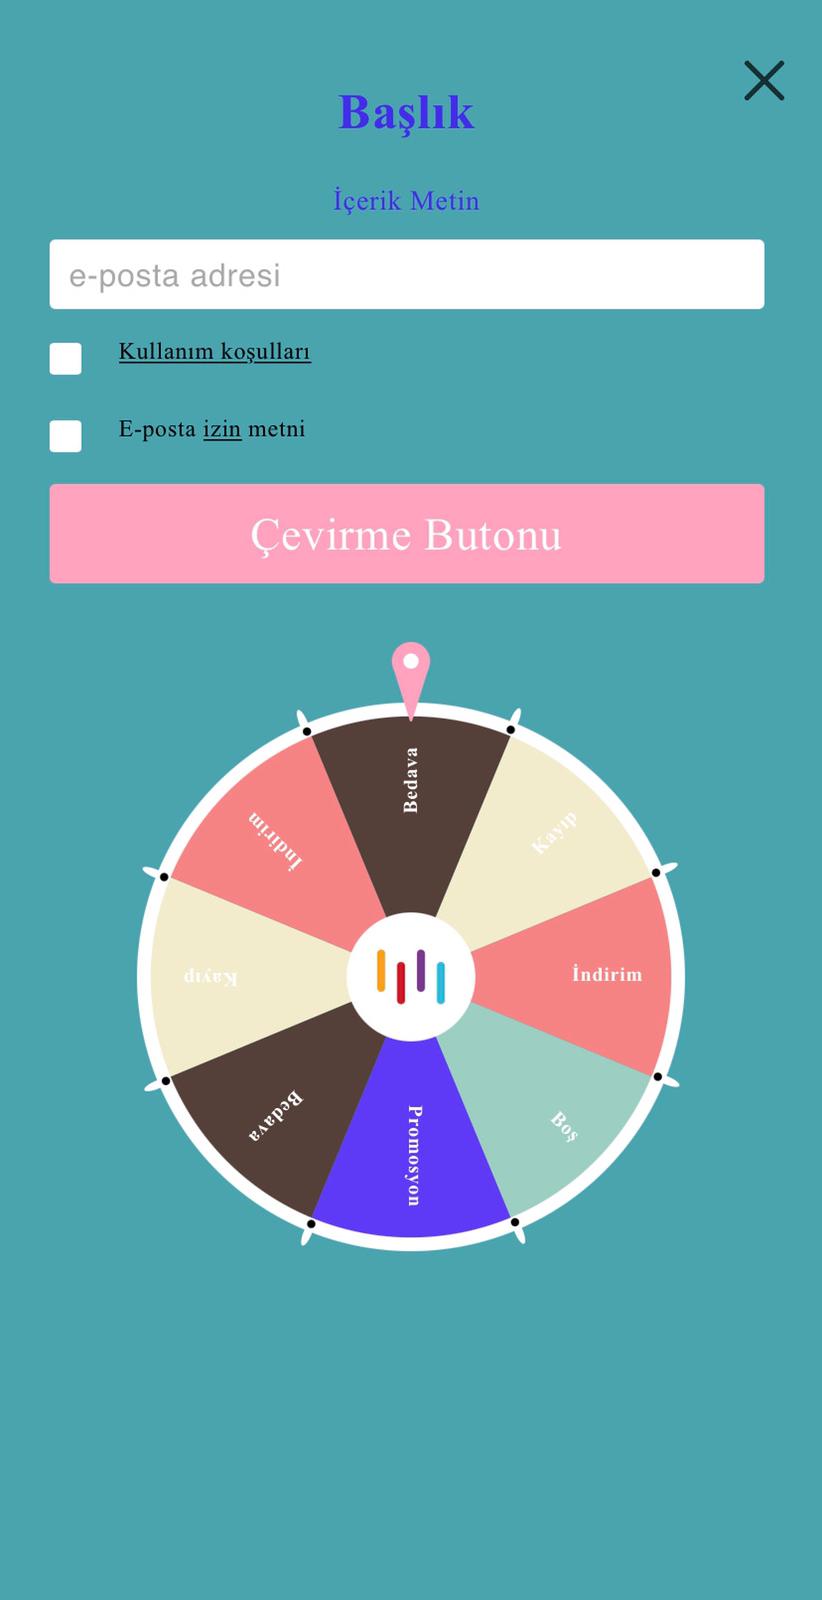 Başlık
İçerik Metin
e-posta adresi
Kullanım koşulları
E-posta izin metni
Çevirme Butonu
Bedava
Kayıp
İndirim
Boş
Promosyon
Bedava
Kayıp
İndirim